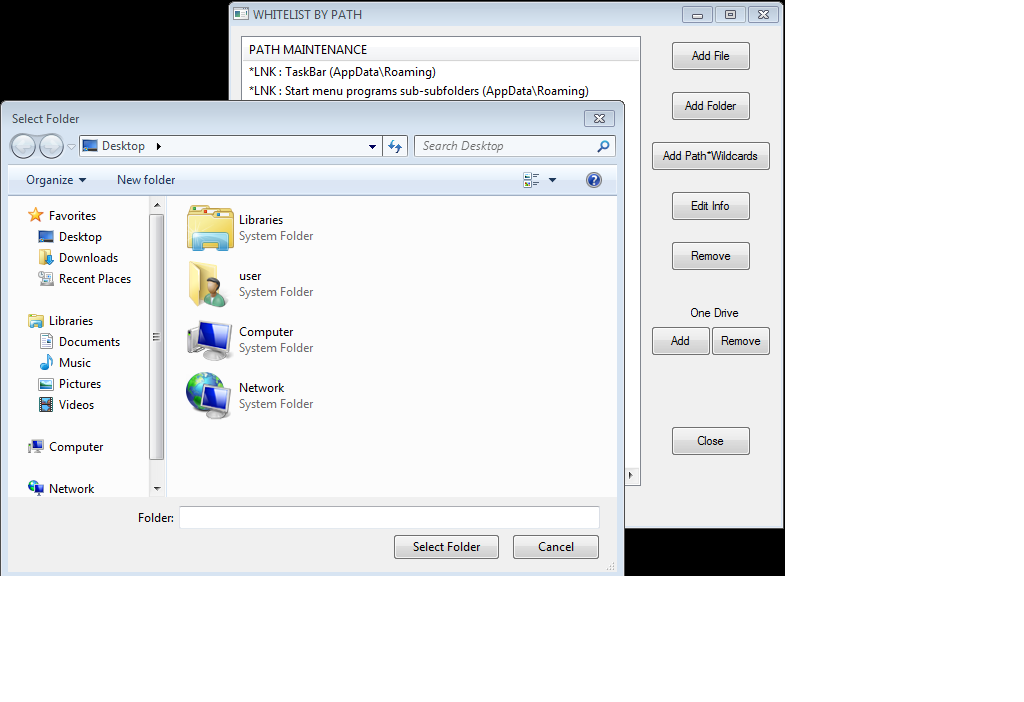 WHITELIST BY PATH
PATH MAINTENANCE
*LNK : TaskBar (AppData\Roaming)
*LNK : Start menu programs sub-subfolders (AppData\Roaming)
Add File
Add Folder
Add Path*Wildcards
Edit Info
Remove
One Drive
Add
Remove
Close
Select Folder
Desktop
Search Desktop
Organize
New folder
Favorites
Desktop
Downloads
Recent Places
Libraries
Documents
Music
Pictures
Videos
Computer
Network
Libraries
System Folder
user
System Folder
Computer
System Folder
Network
System Folder
Folder:
Select Folder
Cancel